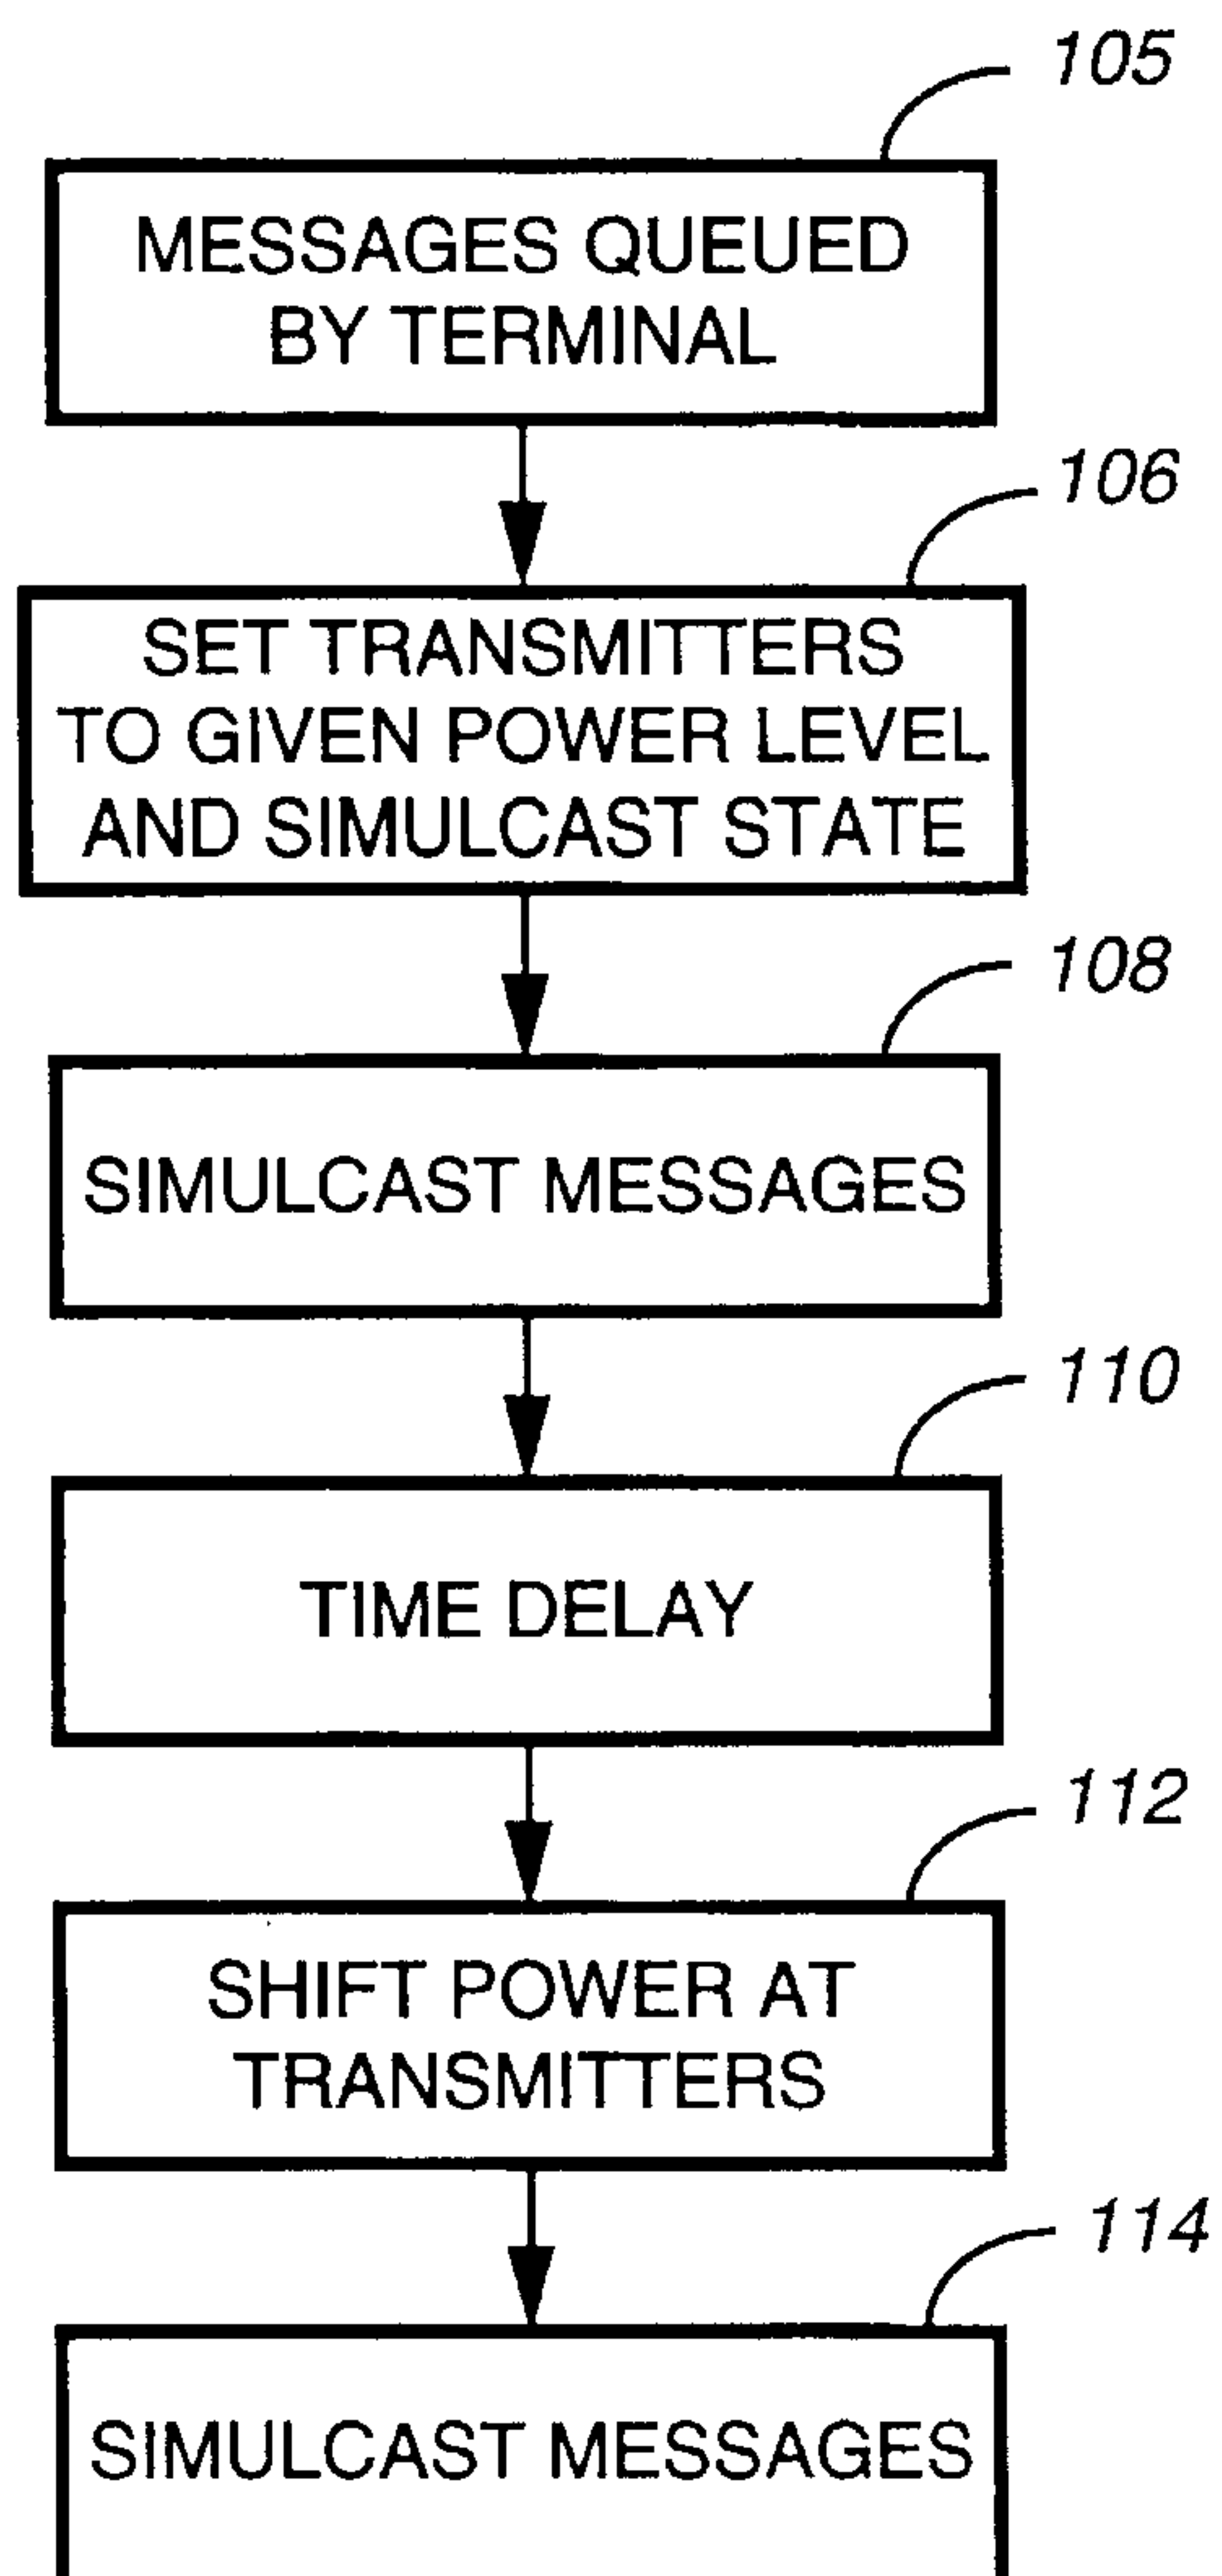 105
MESSAGES QUEUED
BY TERMINAL
106
SET TRANSMITTERS
TO GIVEN POWER LEVEL
AND SIMULCAST STATE
108
SIMULCAST MESSAGES
110
TIME DELAY
112
SHIFT POWER AT
TRANSMITTERS
114
SIMULCAST MESSAGES